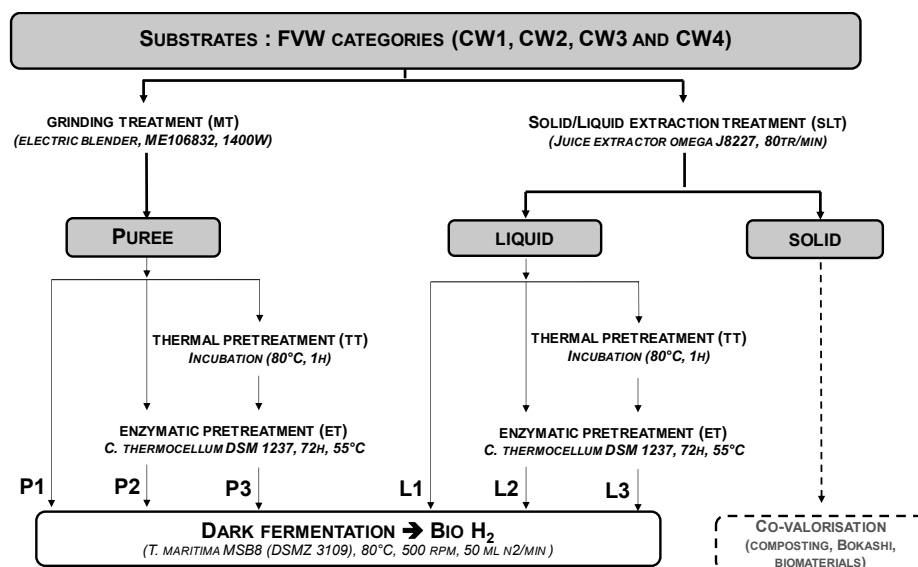 SUBSTRATES : FVW CATEGORIES (CW1, CW2, CW3 AND CW4)
GRINDING TREATMENT (MT)
(ELECTRIC BLENDER, ME106832, 1400W)
SOLID/LIQUID EXTRACTION TREATMENT (SLT)
(JUICE EXTRACTOR OMEGA J8227, 80TR/MIN)
PUREE
LIQUID
SOLID
THERMAL PRETREATMENT (TT)
INCUBATION (80°C, 1H)
THERMAL PRETREATMENT (TT)
INCUBATION (80°C, 1H)
ENZYMATIC PRETREATMENT (ET)
C. THERMOCELLUM DSM 1237, 72H, 55°C
ENZYMATIC PRETREATMENT (ET)
C. THERMOCELLUM DSM 1237, 72H, 55°C
P1
P2
P3
L1
L2
L3
DARK FERMENTATION ➔ BIO H₂
(T. MARITIMA MSB8 (DSMZ 3109), 80°C, 500 RPM, 50 ML N2/MIN )
CO-VALORISATION
(COMPOSTING, BOKASHI,
BIOMATERIALS)